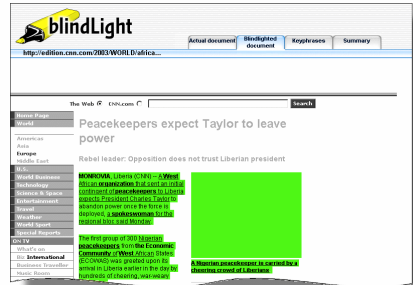 blindLight
Actual document
Blindlighted document
Keyphrases
Summary
http://edition.cnn.com/2003/WORLD/africa...
The Web CNN.com Search
Home Page
World
Americas
Asia
Europe
Middle East
U.S.
World Business
Technology
Science & Space
Entertainment
Travel
Weather
World Sport
Special Reports
ON TV
What's on
Biz International
Business Traveller
Music Room
Peacekeepers expect Taylor to leave
power
Rebel leader: Opposition does not trust Liberian president
MONROVIA, Liberia (CNN) -- A West
African organization that sent an initial
contingent of peacekeepers to Liberia
expects President Charles Taylor to
abandon power once the force is
deployed, a spokeswoman for the
regional bloc said Monday.
The first group of 300 Nigerian
peacekeepers from the Economic
Community of West African States
(ECOWAS) was greeted upon its
arrival in Liberia earlier in the day by
hundreds of cheering, war-weary
A Nigerian peacekeeper is carried by a
cheering crowd of Liberians